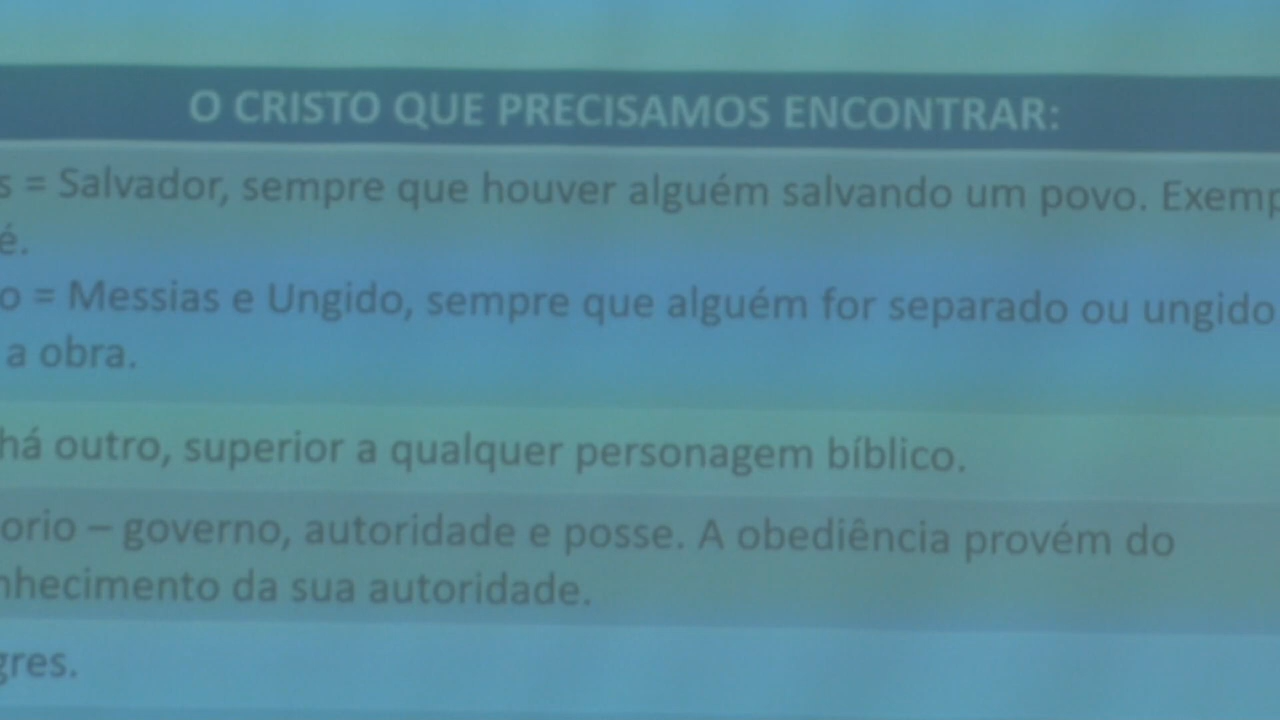 O CRISTO QUE PRECISAMOS ENCONTRAR:
s = Salvador, sempre que houver alguém salvando um povo. Exemp
é.
o = Messias e Ungido, sempre que alguém for separado ou ungido
a obra.
há outro, superior a qualquer personagem bíblico.
orio – governo, autoridade e posse. A obediência provém do
nhecimento da sua autoridade.
gres.